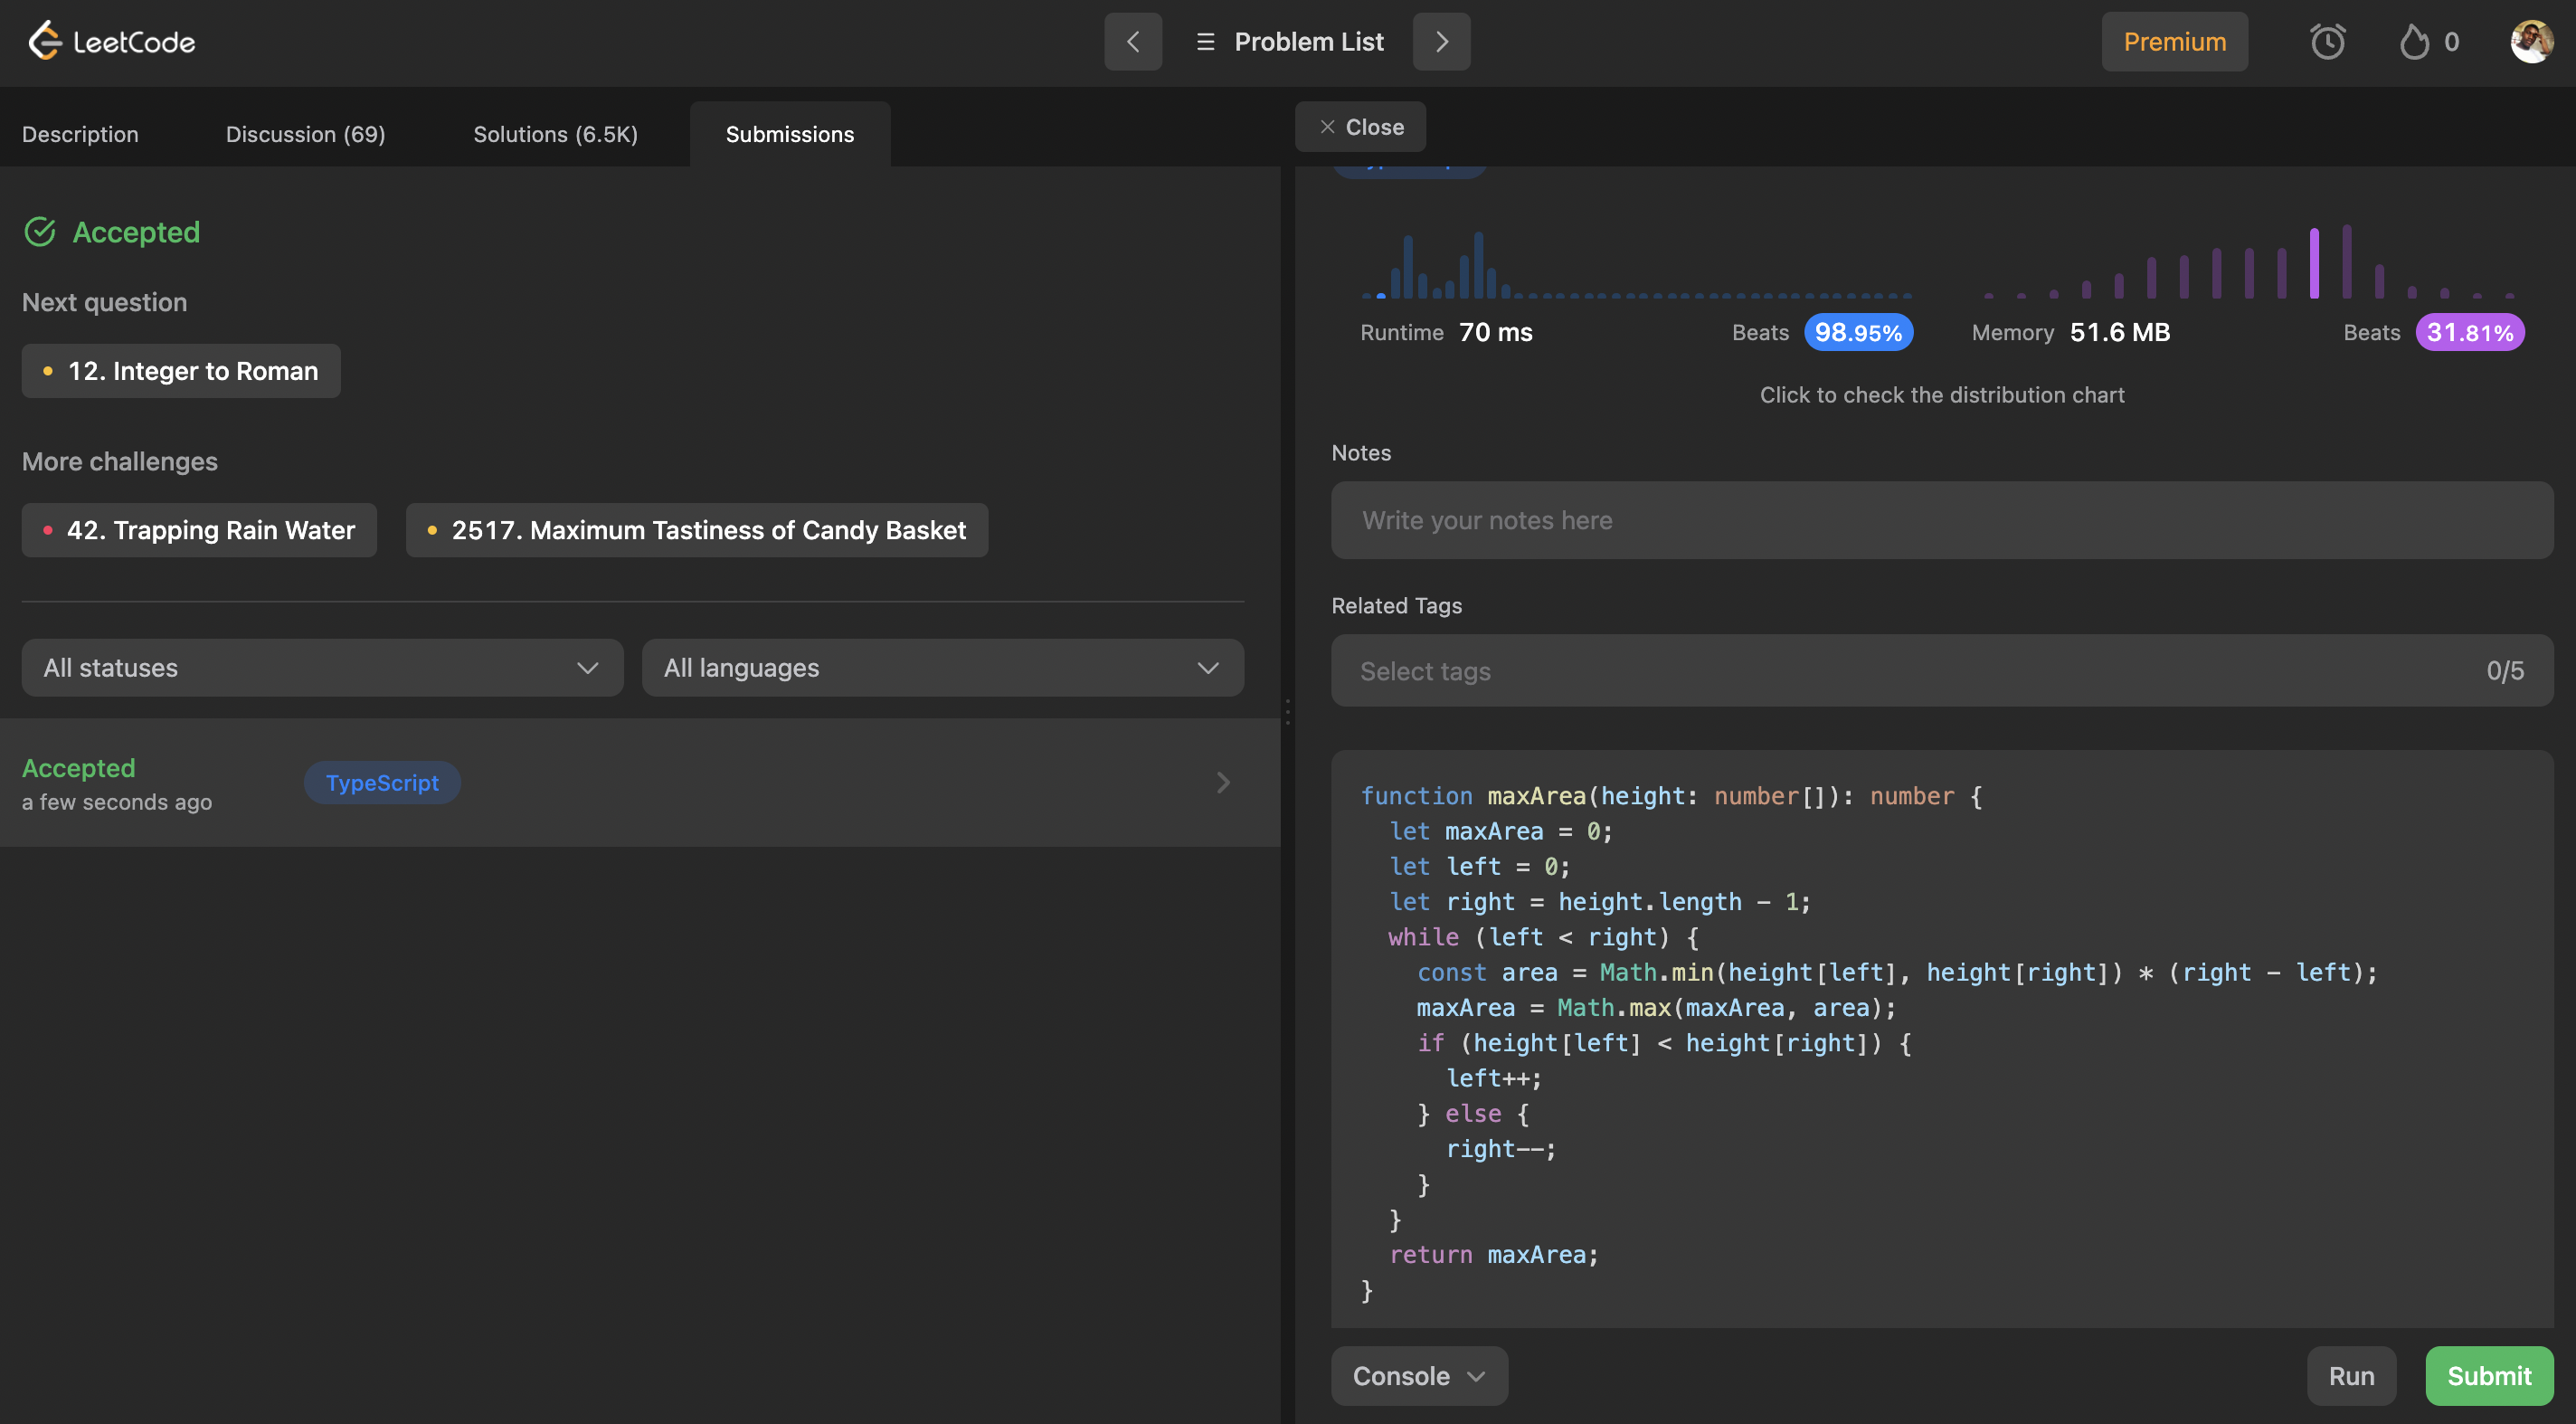 LeetCode
Problem List
Premium
0
Description
Discussion (69)
Solutions (6.5K)
Submissions
Close
Accepted
Next question
12. Integer to Roman
More challenges
42. Trapping Rain Water
2517. Maximum Tastiness of Candy Basket
All statuses
All languages
Accepted
a few seconds ago
TypeScript
Runtime 70 ms
Beats 98.95%
Memory 51.6 MB
Beats 31.81%
Click to check the distribution chart
Notes
Write your notes here
Related Tags
Select tags
0/5
function maxArea(height: number[]): number {
  let maxArea = 0;
  let left = 0;
  let right = height.length - 1;
  while (left < right) {
    const area = Math.min(height[left], height[right]) * (right - left);
    maxArea = Math.max(maxArea, area);
    if (height[left] < height[right]) {
      left++;
    } else {
      right--;
    }
  }
  return maxArea;
}
Console
Run
Submit